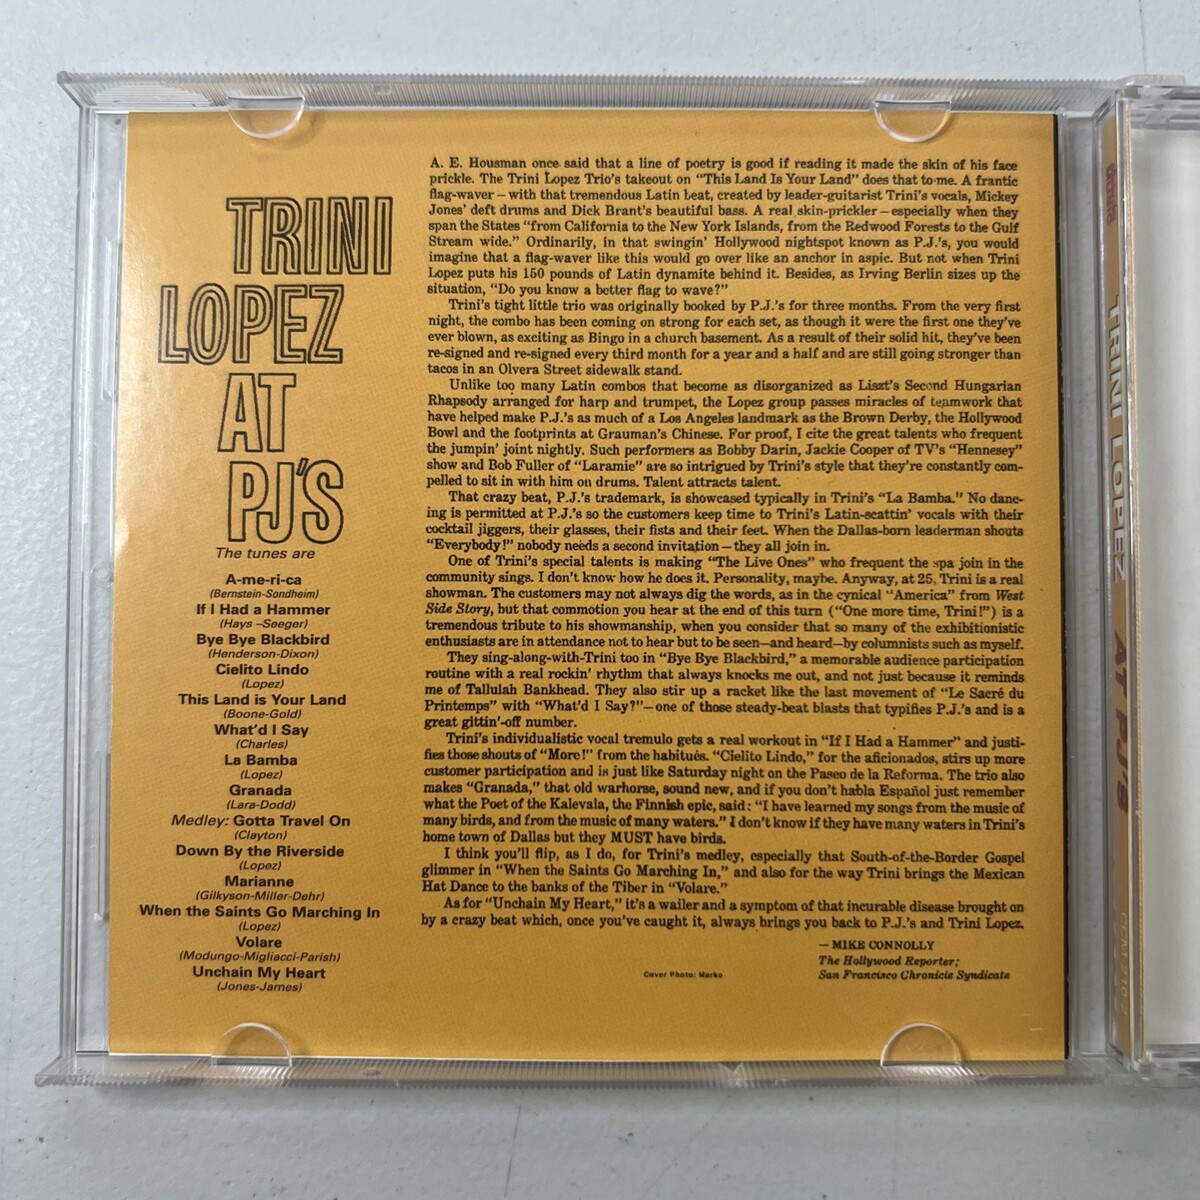 TRINI
LOPEZ
AT
PJ'S
The tunes are
A-me-ri-ca
(Bernstein-Sondheim)
If I Had a Hammer
(Hays –Seeger)
Bye Bye Blackbird
(Henderson-Dixon)
Cielito Lindo
(Lopez)
This Land is Your Land
(Boone-Gold)
What'd I Say
(Charles)
La Bamba
(Lopez)
Granada
(Lara-Dodd)
Medley: Gotta Travel On
(Clayton)
Down By the Riverside
(Lopez)
Marianne
(Gilkyson-Miller-Dehr)
When the Saints Go Marching In
(Lopez)
Volare
(Modungo-Migliacci-Parish)
Unchain My Heart
(Jones-James)
A. E. Housman once said that a line of poetry is good if reading it made the skin of his face
prickle. The Trini Lopez Trio's takeout on "This Land Is Your Land" does that to me. A frantic
flag-waver – with that tremendous Latin beat, created by leader-guitarist Trini's vocals, Mickey
Jones' deft drums and Dick Brant's beautiful bass. A real skin-prickler – especially when they
span the States "from California to the New York Islands, from the Redwood Forests to the Gulf
Stream wide." Ordinarily, in that swingin' Hollywood nightspot known as P.J.'s, you would
imagine that a flag-waver like this would go over like an anchor in aspic. But not when Trini
Lopez puts his 150 pounds of Latin dynamite behind it. Besides, as Irving Berlin sizes up the
situation, "Do you know a better flag to wave?"
Trini's tight little trio was originally booked by P.J.'s for three months. From the very first
night, the combo has been coming on strong for each set, as though it were the first one they've
ever blown, as exciting as Bingo in a church basement. As a result of their solid hit, they've been
re-signed and re-signed every third month for a year and a half and are still going stronger than
tacos in an Olvera Street sidewalk stand.
Unlike too many Latin combos that become as disorganized as Liszt's Second Hungarian
Rhapsody arranged for harp and trumpet, the Lopez group passes miracles of teamwork that
have helped make P.J.'s as much of a Los Angeles landmark as the Brown Derby, the Hollywood
Bowl and the footprints at Grauman's Chinese. For proof, I cite the great talents who frequent
the jumpin' joint nightly. Such performers as Bobby Darin, Jackie Cooper of TV's "Hennesey"
show and Bob Fuller of "Laramie" are so intrigued by Trini's style that they're constantly com-
pelled to sit in with him on drums. Talent attracts talent.
That crazy beat, P.J.'s trademark, is showcased typically in Trini's "La Bamba." No danc-
ing is permitted at P.J.'s so the customers keep time to Trini's Latin-scattin' vocals with their
cocktail jiggers, their glasses, their fists and their feet. When the Dallas-born leaderman shouts
"Everybody!" nobody needs a second invitation – they all join in.
One of Trini's special talents is making "The Live Ones" who frequent the spa join in the
community sings. I don't know how he does it. Personality, maybe. Anyway, at 25, Trini is a real
showman. The customers may not always dig the words, as in the cynical "America" from West
Side Story, but that commotion you hear at the end of this turn ("One more time, Trini!") is a
tremendous tribute to his showmanship, when you consider that so many of the exhibitionistic
enthusiasts are in attendance not to hear but to be seen—and heard—by columnists such as myself.
They sing-along-with-Trini too in "Bye Bye Blackbird," a memorable audience participation
routine with a real rockin' rhythm that always knocks me out, and not just because it reminds
me of Tallulah Bankhead. They also stir up a racket like the last movement of "Le Sacré du
Printemps" with "What'd I Say?"—one of those steady-beat blasts that typifies P.J.'s and is a
great gittin'-off number.
Trini's individualistic vocal tremulo gets a real workout in "If I Had a Hammer" and justi-
fies those shouts of "More!" from the habitués. "Cielito Lindo," for the aficionados, stirs up more
customer participation and is just like Saturday night on the Paseo de la Reforma. The trio also
makes "Granada," that old warhorse, sound new, and if you don't habla Español just remember
what the Poet of the Kalevala, the Finnish epic, said: "I have learned my songs from the music of
many birds, and from the music of many waters." I don't know if they have many waters in Trini's
home town of Dallas but they MUST have birds.
I think you'll flip, as I do, for Trini's medley, especially that South-of-the-Border Gospel
glimmer in "When the Saints Go Marching In," and also for the way Trini brings the Mexican
Hat Dance to the banks of the Tiber in "Volare."
As for "Unchain My Heart," it's a wailer and a symptom of that incurable disease brought on
by a crazy beat which, once you've caught it, always brings you back to P.J.'s and Trini Lopez.
— MIKE CONNOLLY
The Hollywood Reporter;
San Francisco Chronicle Syndicate
Cover Photo: Marko
TRINI LOPEZ AT PJ'S